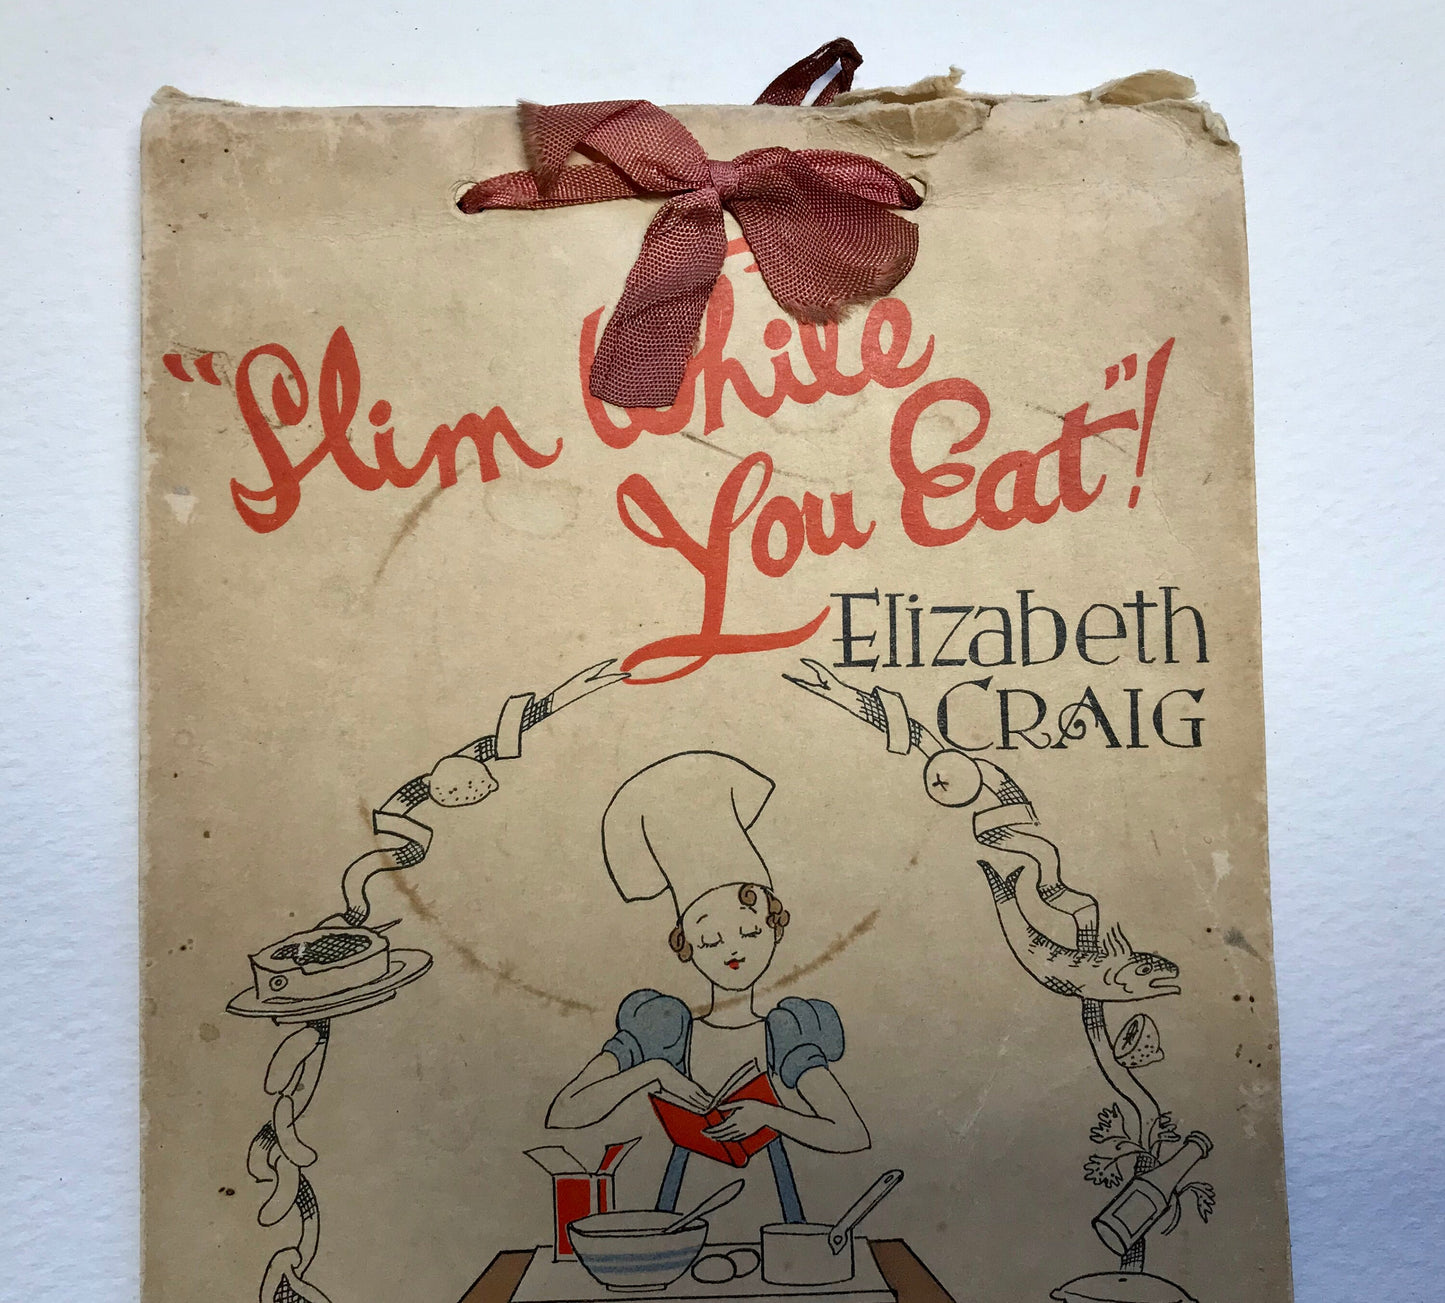 "Slim While
You Eat"!
Elizabeth
CRAIG